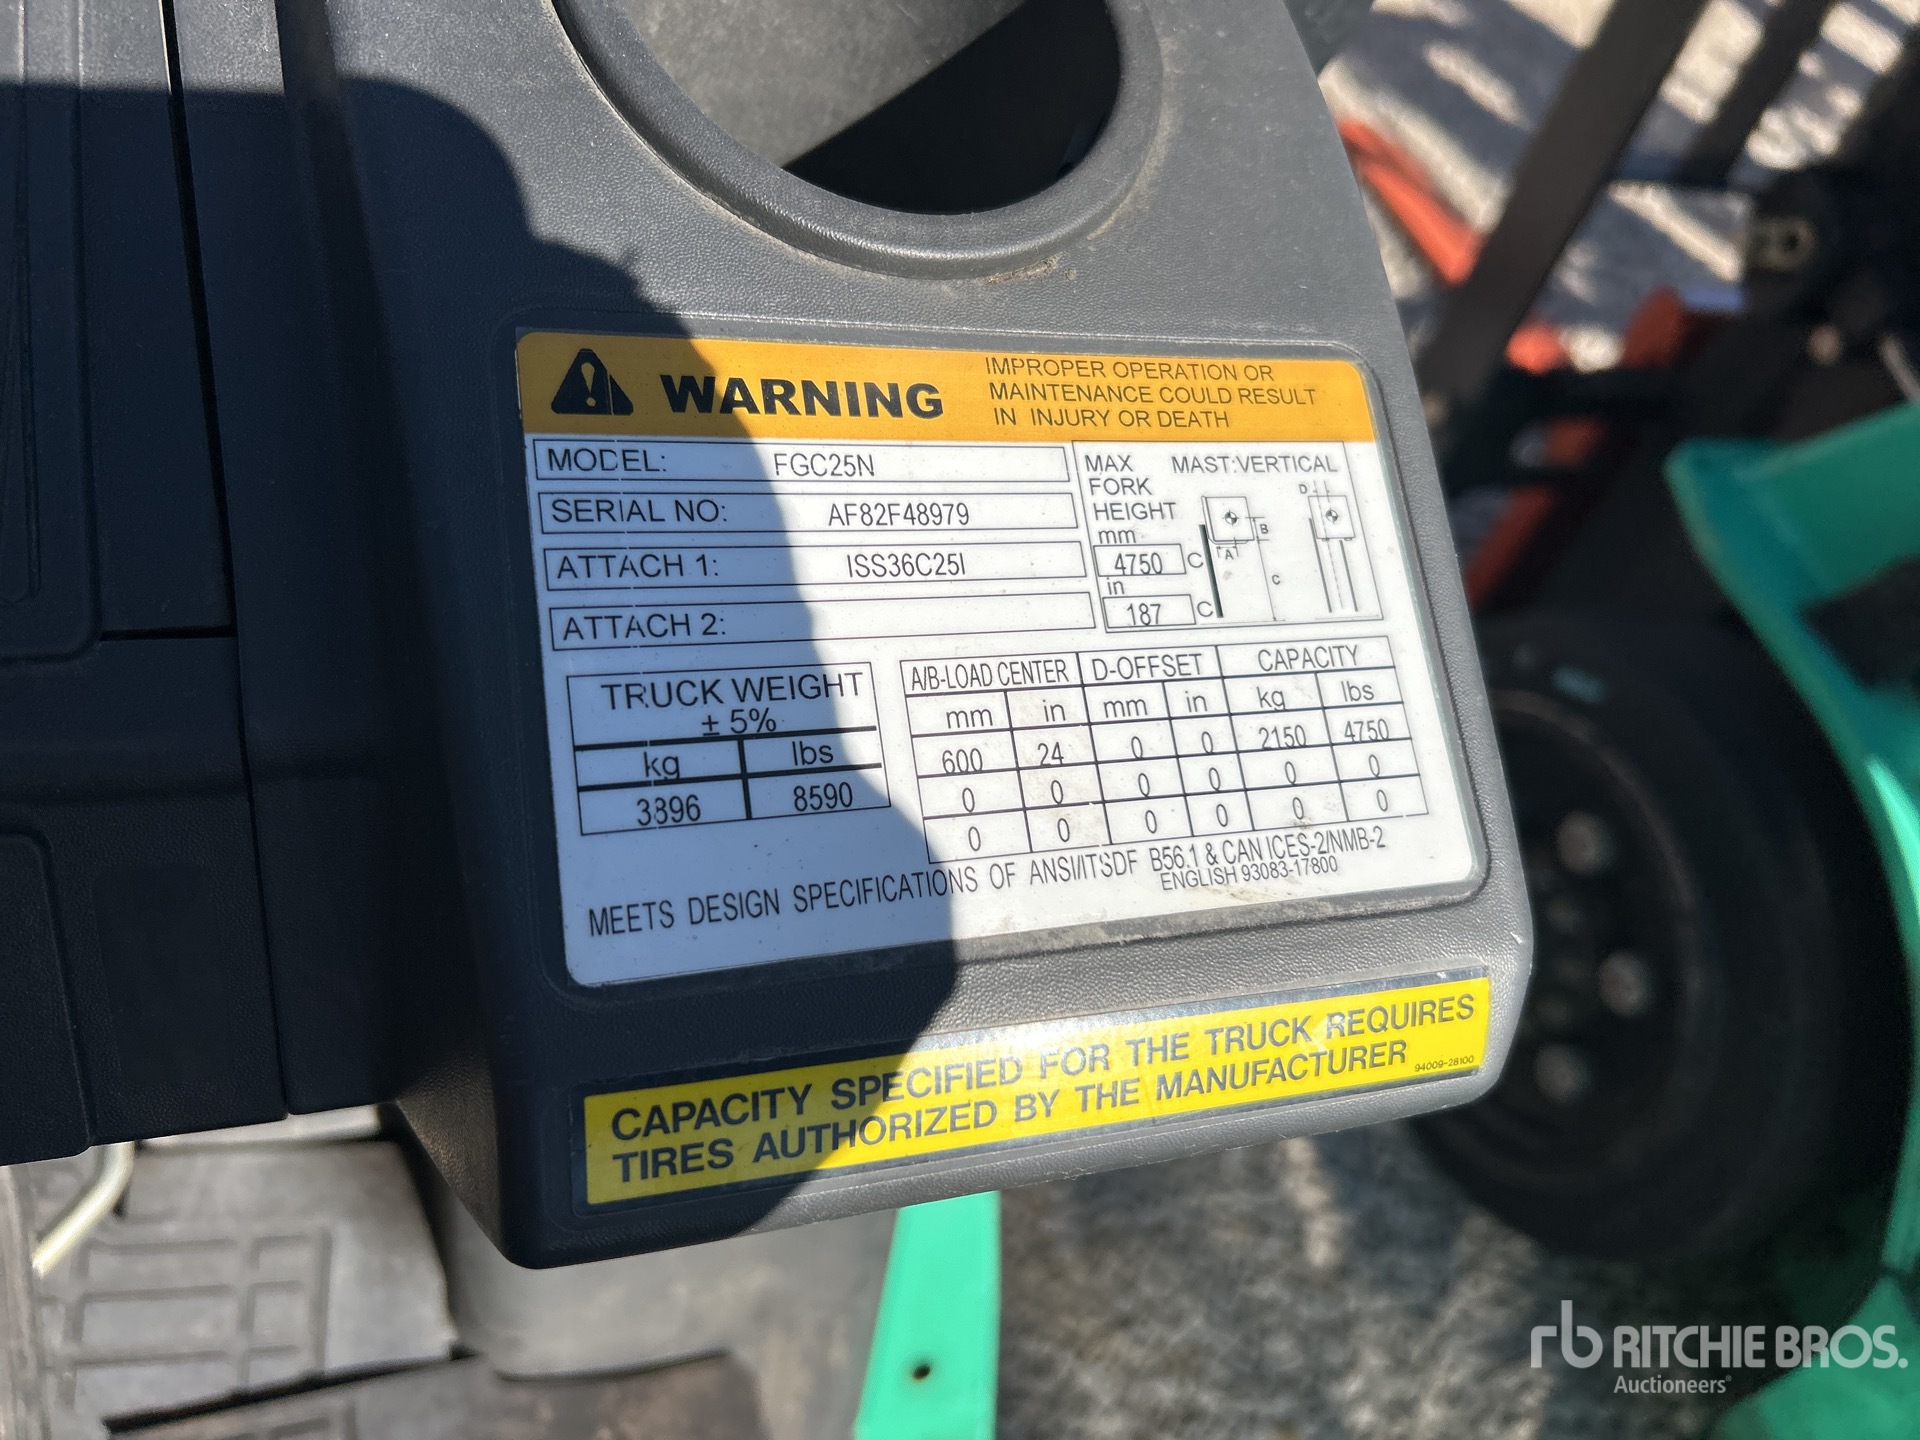 WARNING
IMPROPER OPERATION OR
MAINTENANCE COULD RESULT
IN INJURY OR DEATH
MODEL: FGC25N
SERIAL NO: AF82F48979
ATTACH 1: ISS36C25I
ATTACH 2:
MAX MAST:VERTICAL
FORK
HEIGHT
mm
4750 C
in
187 C
D
B
A
C
TRUCK WEIGHT
± 5%
kg lbs
3896 8590
A/B-LOAD CENTER D-OFFSET CAPACITY
mm in mm in kg lbs
600 24 0 0 2150 4750
0 0 0 0 0 0
0 0 0 0 0 0
MEETS DESIGN SPECIFICATIONS OF ANSI/ITSDF B56.1 & CAN ICES-2/NMB-2
ENGLISH 93083-17800
CAPACITY SPECIFIED FOR THE TRUCK REQUIRES
TIRES AUTHORIZED BY THE MANUFACTURER
94009-28100
rb RITCHIE BROS.
Auctioneers